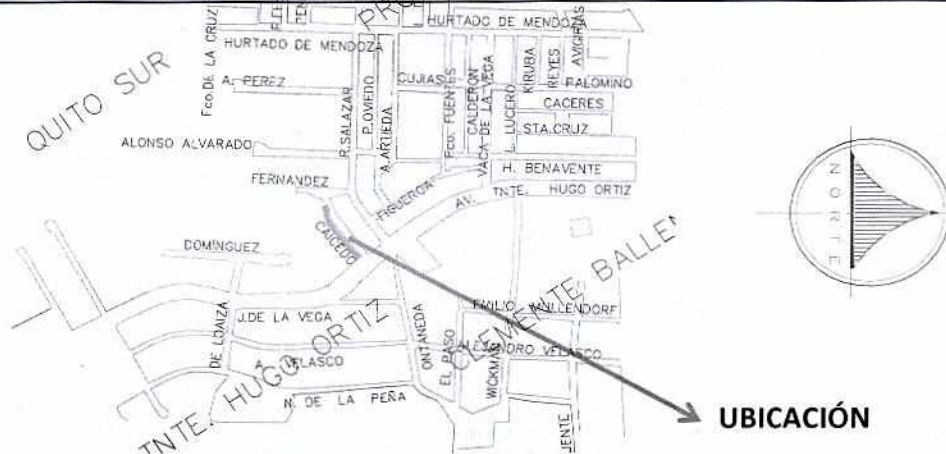 HURTADO DE MENDOZA
HURTADO DE MENDOZA
Fco DE LA CRUZ
QUITO SUR
A. PEREZ
CUJIAS
R.SALAZAR
P.OVIEDO
A.ARTIEDA
Fco. FUENTES
CALDERON
VACA DE LA VEGA
L. LUCERO
KIRUBA
REYES
AVIGIRAS
PALOMINO
CACERES
STA.CRUZ
ALONSO ALVARADO
H. BENAVENTE
FERNANDEZ
FIGUEROA
AV. TNTE. HUGO ORTIZ
CAICEDO
DOMINGUEZ
NORTE
CLEMENTE BALLEN
EMILIO MULLENDORF
DE LOAIZA
J.DE LA VEGA
A. VELASCO
N. DE LA PEÑA
TNTE. HUGO ORTIZ
ONTANEDA
EL PASO
WICKMAN
ALEJANDRO VELASCO
UBICACIÓN